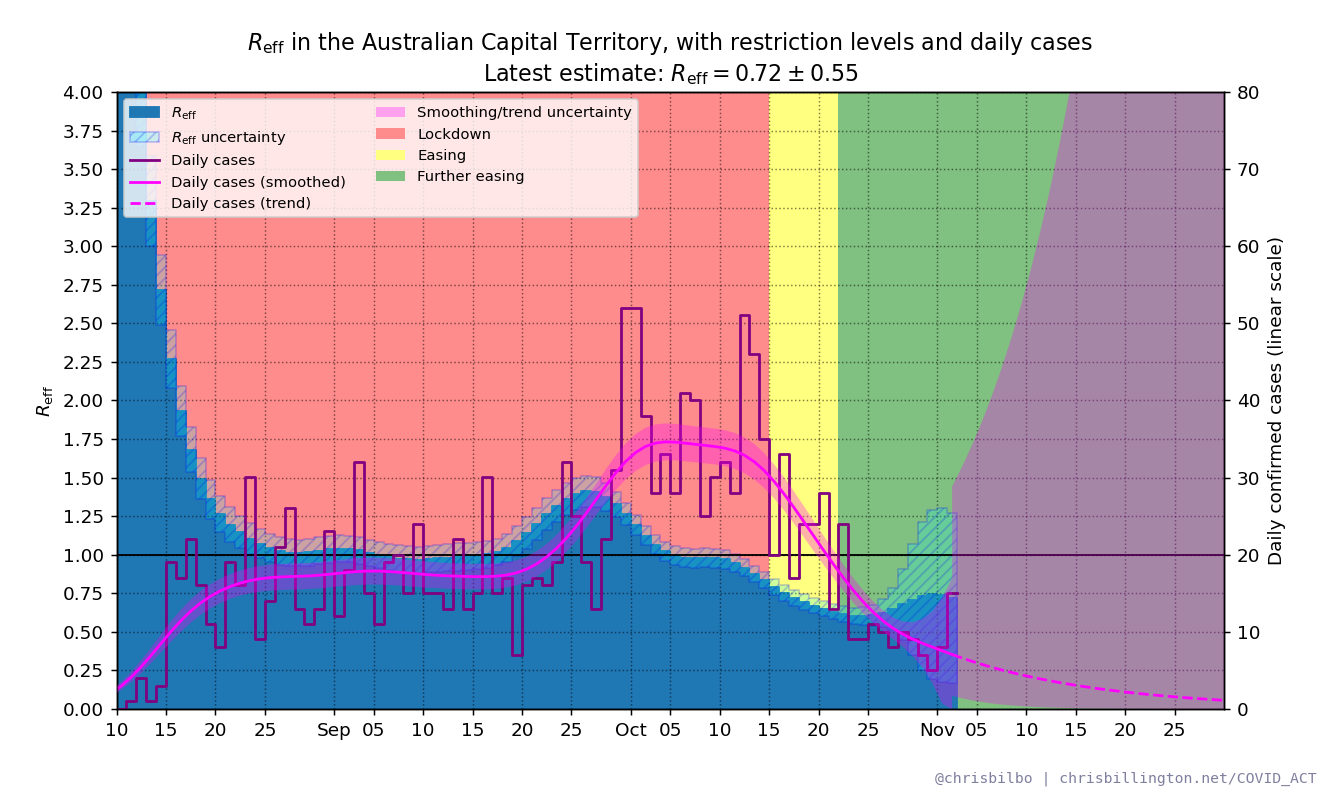 R_eff in the Australian Capital Territory, with restriction levels and daily cases
Latest estimate: R_eff = 0.72 ± 0.55
R_eff
R_eff uncertainty
Daily cases
Daily cases (smoothed)
Daily cases (trend)
Smoothing/trend uncertainty
Lockdown
Easing
Further easing
4.00
3.75
3.50
3.25
3.00
2.75
2.50
2.25
2.00
1.75
1.50
1.25
1.00
0.75
0.50
0.25
0.00
R_eff
80
70
60
50
40
30
20
10
0
Daily confirmed cases (linear scale)
10 15 20 25 Sep 05 10 15 20 25 Oct 05 10 15 20 25 Nov 05 10 15 20 25
@chrisbilbo | chrisbillington.net/COVID_ACT